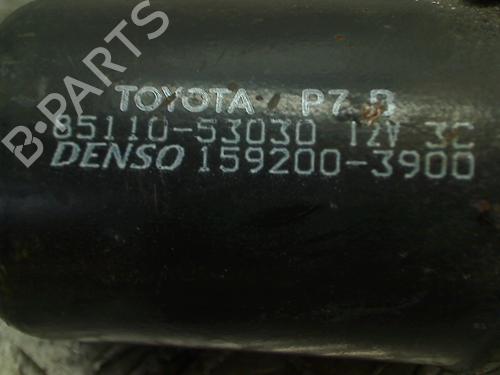 B-PARTS
TOYOTA P7 B
85110-53030 12V 3C
DENSO 159200-3900